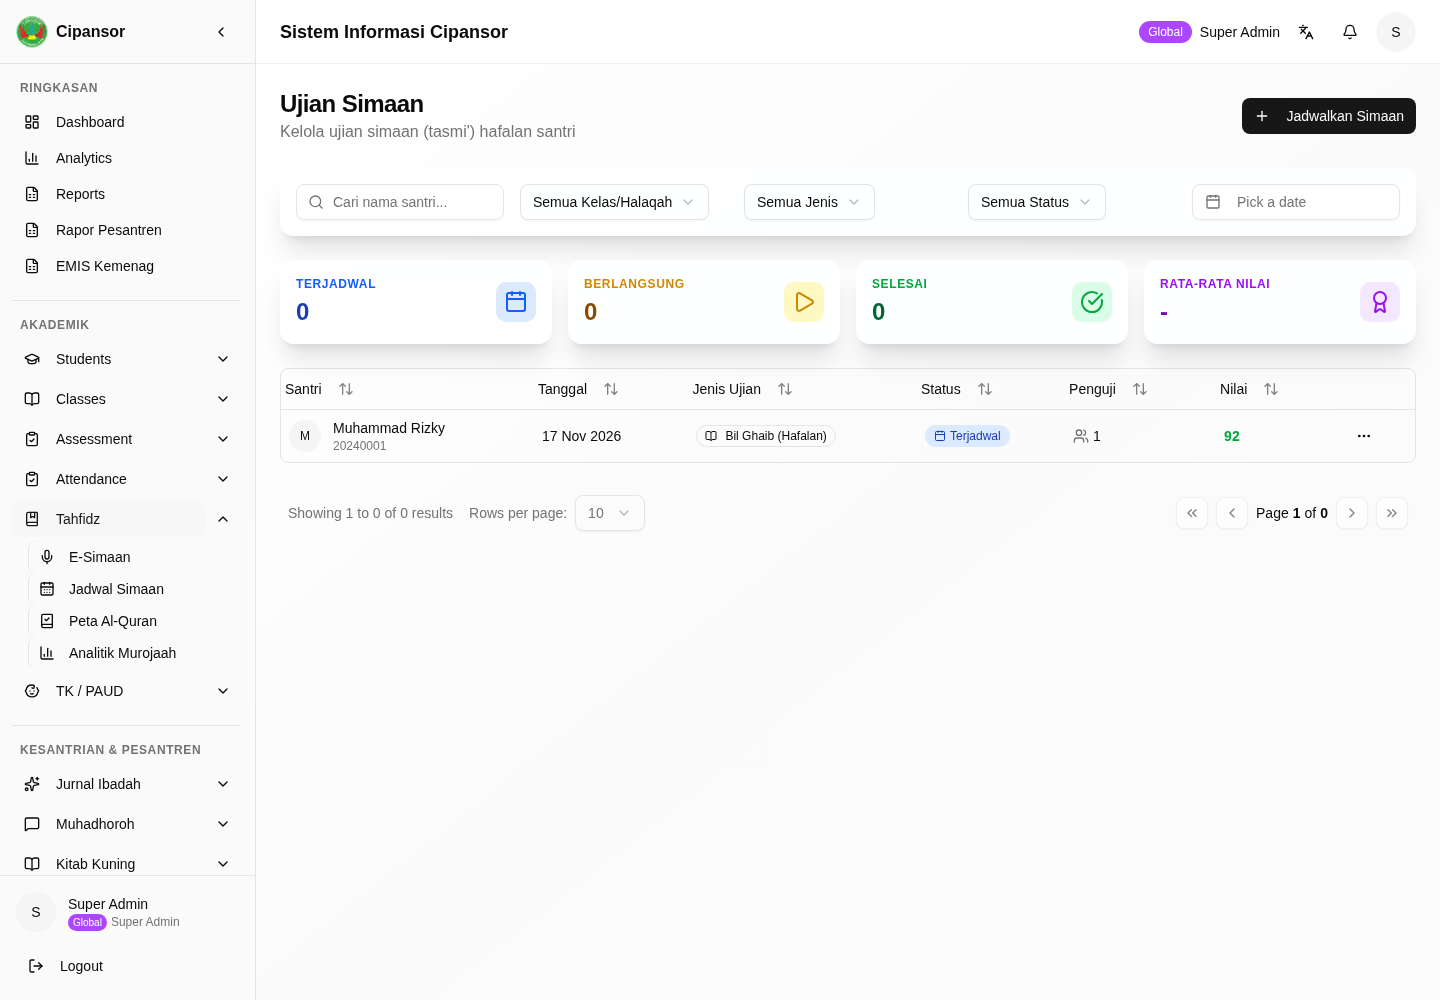 Cipansor
RINGKASAN
Dashboard
Analytics
Reports
Rapor Pesantren
EMIS Kemenag
AKADEMIK
Students
Classes
Assessment
Attendance
Tahfidz
E-Simaan
Jadwal Simaan
Peta Al-Quran
Analitik Murojaah
TK / PAUD
KESANTRIAN & PESANTREN
Jurnal Ibadah
Muhadhoroh
Kitab Kuning
S
Super Admin
Global Super Admin
Logout
Sistem Informasi Cipansor
Global Super Admin S
Ujian Simaan
Kelola ujian simaan (tasmi') hafalan santri
Jadwalkan Simaan
Cari nama santri... Semua Kelas/Halaqah Semua Jenis Semua Status Pick a date
TERJADWAL
0
BERLANGSUNG
0
SELESAI
0
RATA-RATA NILAI
-
Santri Tanggal Jenis Ujian Status Penguji Nilai
M Muhammad Rizky 17 Nov 2026 Bil Ghaib (Hafalan) Terjadwal 1 92
20240001
Showing 1 to 0 of 0 results Rows per page: 10 Page 1 of 0